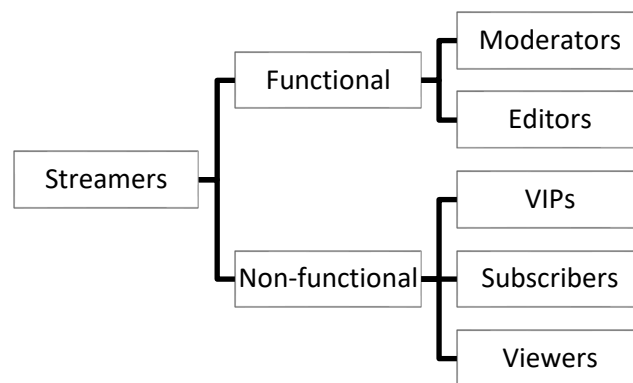 Streamers
Functional
Moderators
Editors
Non-functional
VIPs
Subscribers
Viewers